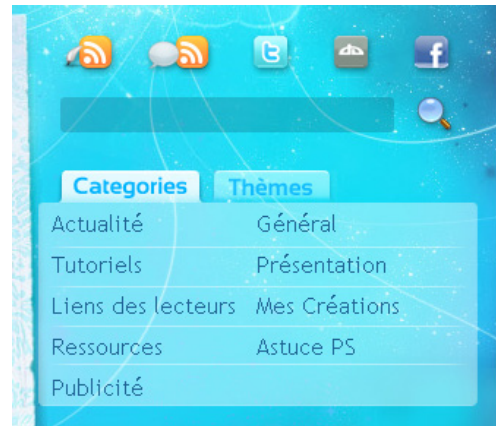 Categories Thèmes
Actualité Général
Tutoriels Présentation
Liens des lecteurs Mes Créations
Ressources Astuce PS
Publicité